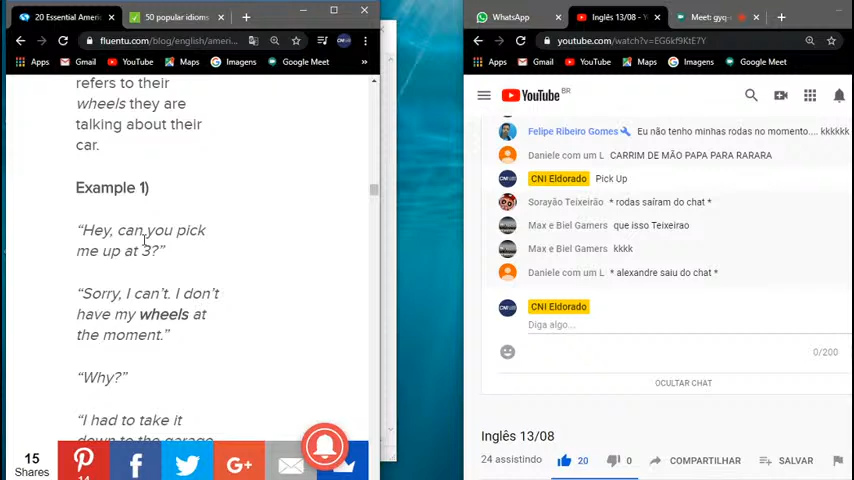 20 Essential Ameri
50 popular idioms
fluentu.com/blog/english/ameri...
Apps
Gmail
YouTube
Maps
Imagens
Google Meet
refers to their
wheels they are
talking about their
car.
Example 1)
“Hey, can you pick
me up at 3?”
“Sorry, I can’t. I don’t
have my wheels at
the moment.”
“Why?”
“I had to take it
down to the garage
15
Shares
14
WhatsApp
Inglês 13/08 - Y
Meet: gyq-
youtube.com/watch?v=EG6kf9KtE7Y
Apps
Gmail
YouTube
Maps
Imagens
Google Meet
YouTube BR
Felipe Ribeiro Gomes Eu não tenho minhas rodas no momento.... kkkkkk
Daniele com um L CARRIM DE MÃO PAPA PARA RARARA
CNI Eldorado Pick Up
Sorayão Teixeirão * rodas saíram do chat *
Max e Biel Gamers que isso Teixeirao
Max e Biel Gamers kkkk
Daniele com um L * alexandre saiu do chat *
CNI Eldorado
Diga algo...
0/200
OCULTAR CHAT
Inglês 13/08
24 assistindo
20
0
COMPARTILHAR
SALVAR